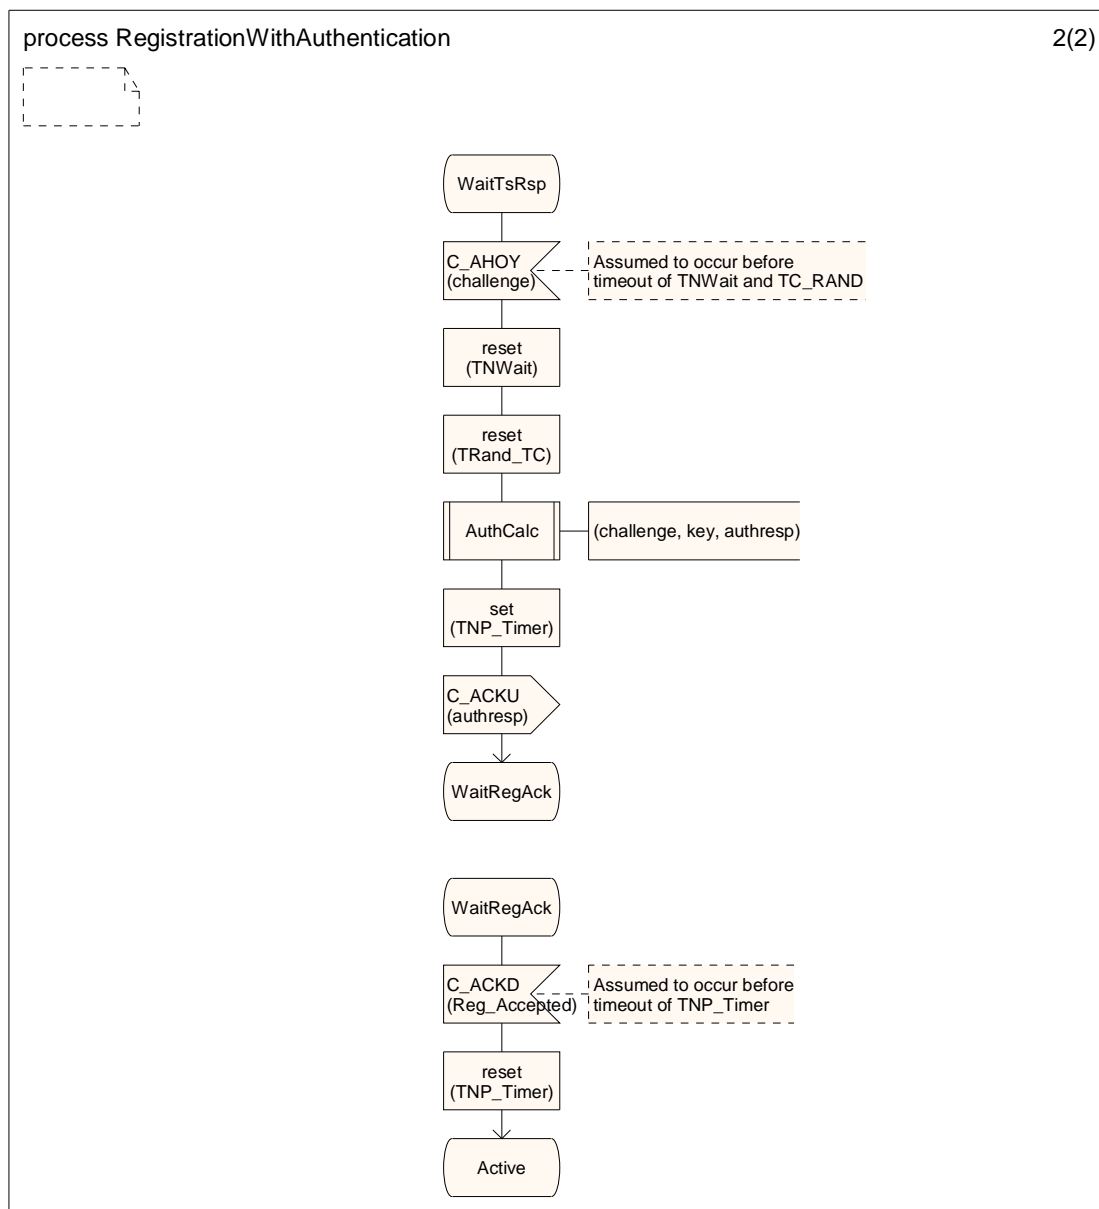 process RegistrationWithAuthentication
2(2)
WaitTsRsp
C_AHOY
(challenge)
Assumed to occur before
timeout of TNWait and TC_RAND
reset
(TNWait)
reset
(TRand_TC)
AuthCalc
(challenge, key, authresp)
set
(TNP_Timer)
C_ACKU
(authresp)
WaitRegAck
WaitRegAck
C_ACKD
(Reg_Accepted)
Assumed to occur before
timeout of TNP_Timer
reset
(TNP_Timer)
Active